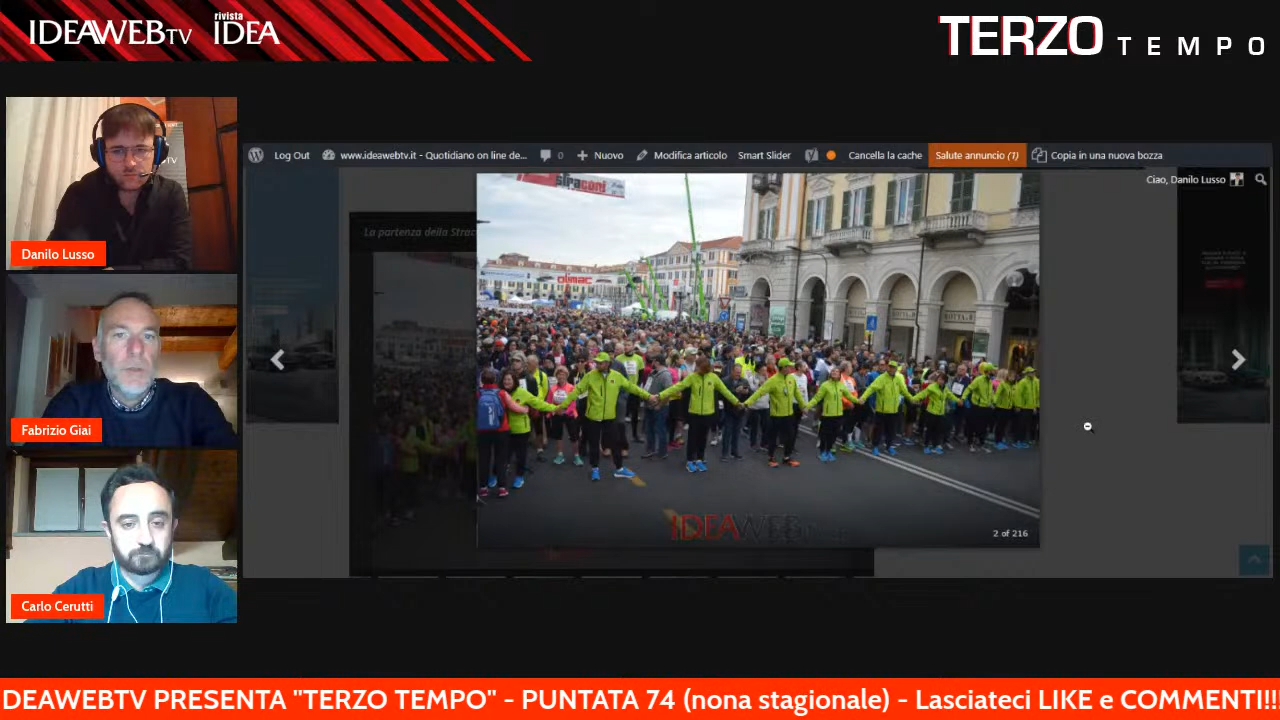 IDEAWEBTV rivista IDEA
TERZO TEMPO
Log Out www.ideawebtv.it - Quotidiano on line de... 0 Nuovo Modifica articolo Smart Slider Cancella la cache Salute annuncio (1) Copia in una nuova bozza
Ciao, Danilo Lusso
straconi
La partenza della Strac
dimar
Danilo Lusso
Fabrizio Giai
IDEAWEB
2 of 216
Carlo Cerutti
DEAWEBTV PRESENTA "TERZO TEMPO" - PUNTATA 74 (nona stagionale) - Lasciateci LIKE e COMMENTI!!!